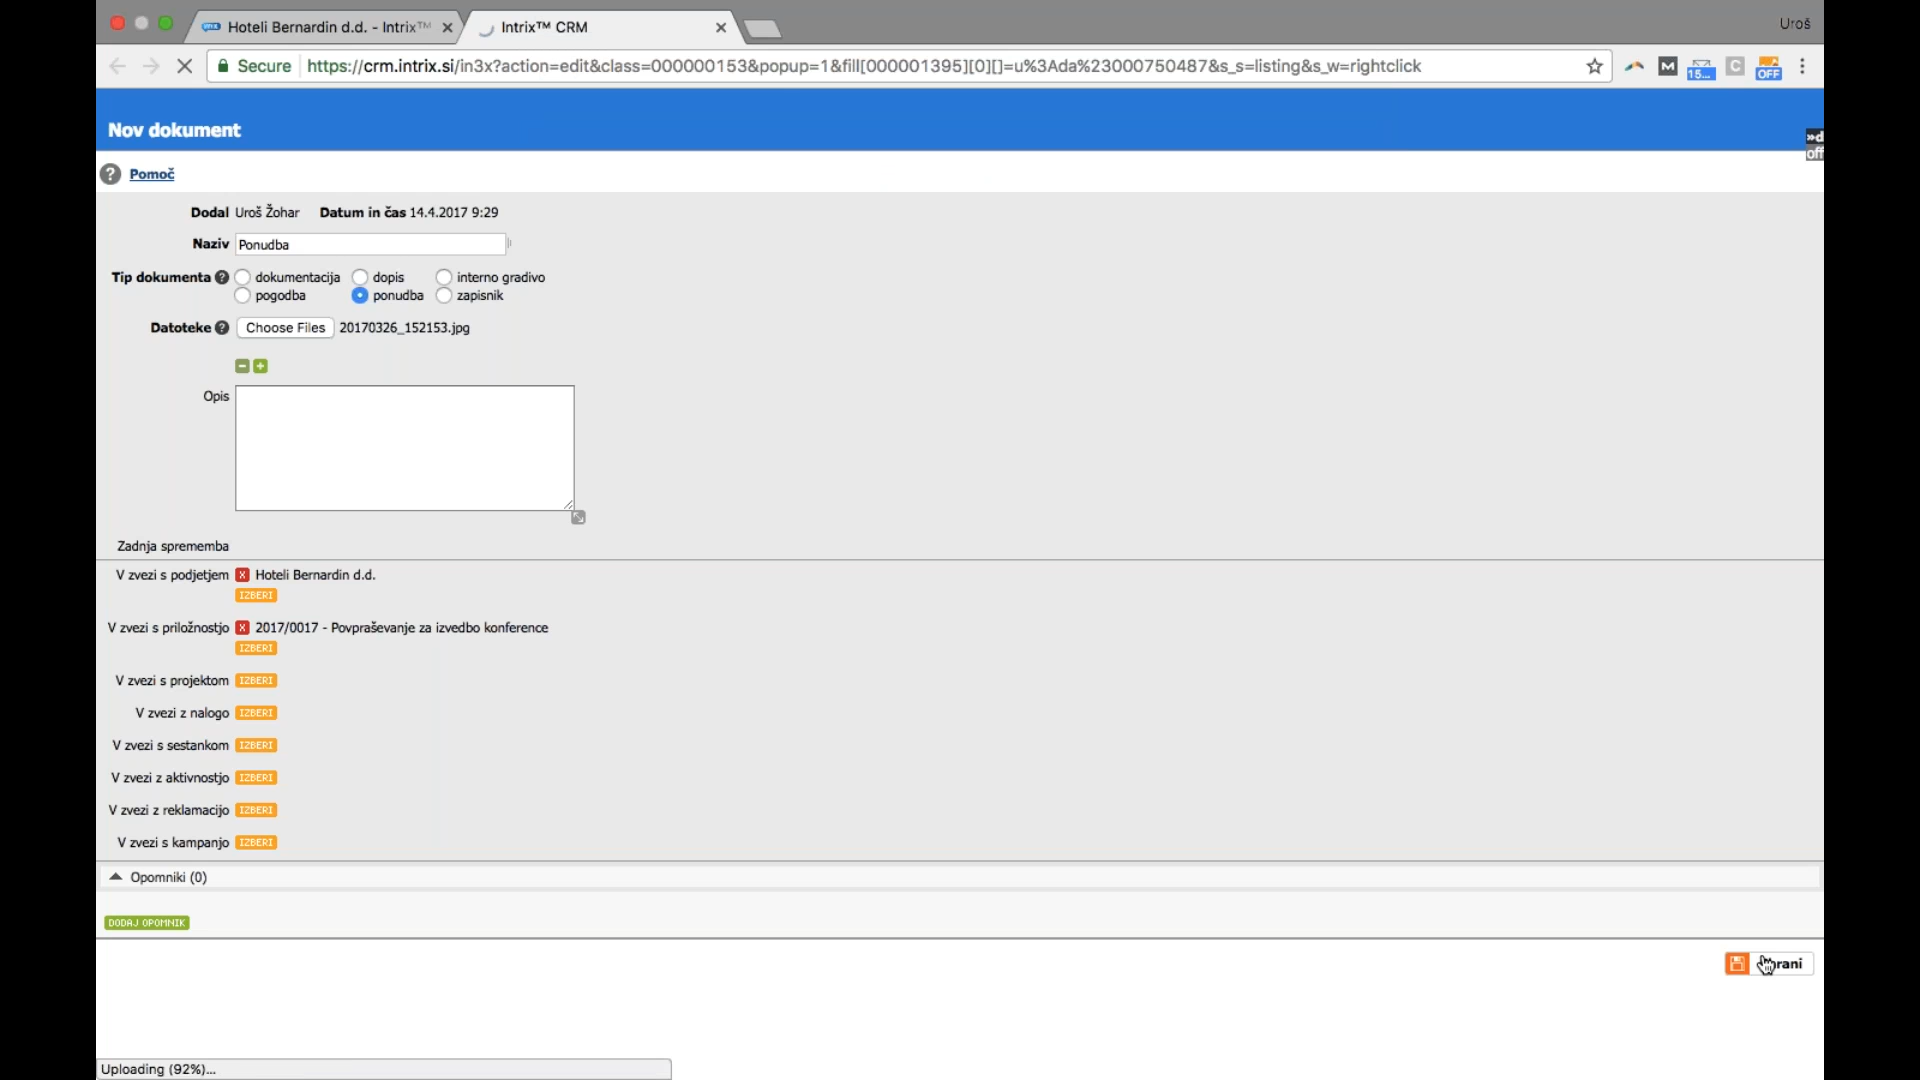 Hoteli Bernardin d.d. - Intrix™
Intrix™ CRM
Uroš
Secure
https://crm.intrix.si/in3x?action=edit&class=000000153&popup=1&fill[000001395][0][]=u%3Ada%23000750487&s_s=listing&s_w=rightclick
M
15...
C
OFF
Nov dokument
»d
off
? Pomoč
Dodal Uroš Žohar Datum in čas 14.4.2017 9:29
Naziv Ponudba
Tip dokumenta ? dokumentacija dopis interno gradivo
pogodba ponudba zapisnik
Datoteke ? Choose Files 20170326_152153.jpg
Opis
Zadnja sprememba
V zvezi s podjetjem X Hoteli Bernardin d.d.
IZBERI
V zvezi s priložnostjo X 2017/0017 - Povpraševanje za izvedbo konference
IZBERI
V zvezi s projektom IZBERI
V zvezi z nalogo IZBERI
V zvezi s sestankom IZBERI
V zvezi z aktivnostjo IZBERI
V zvezi z reklamacijo IZBERI
V zvezi s kampanjo IZBERI
Opomniki (0)
DODAJ OPOMNIK
rani
Uploading (92%)...